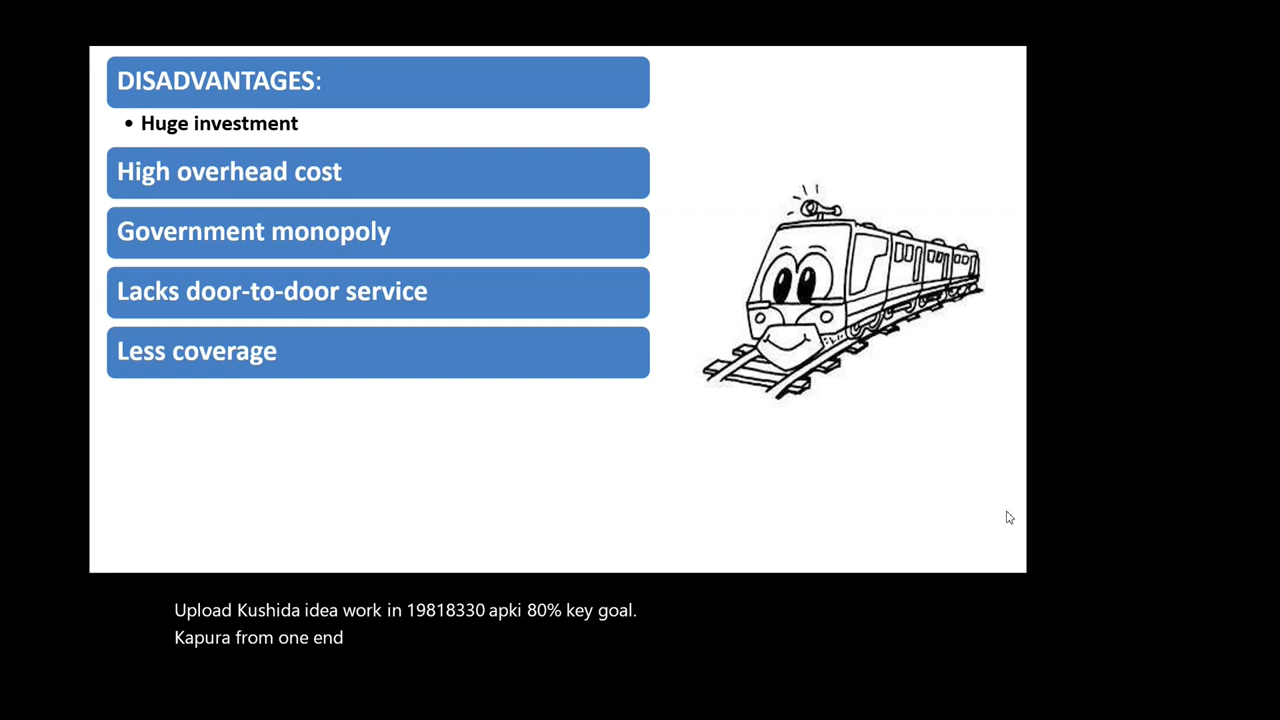 DISADVANTAGES:
• Huge investment
High overhead cost
Government monopoly
Lacks door-to-door service
Less coverage
Upload Kushida idea work in 19818330 apki 80% key goal.
Kapura from one end